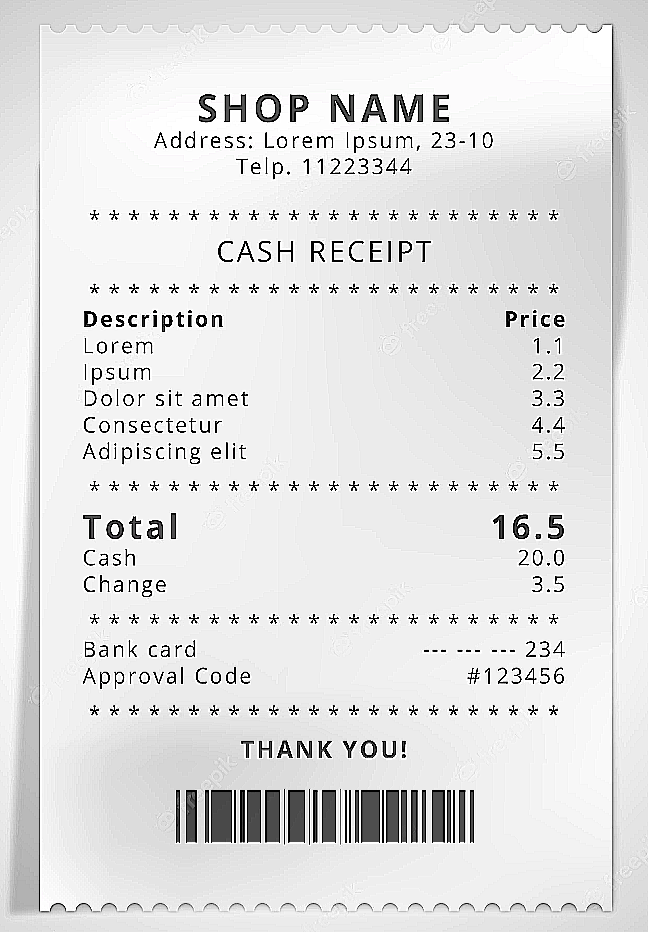 SHOP NAME
Address: Lorem Ipsum, 23-10
Telp. 11223344
* * * * * * * * * * * * * * * * * * * * * * * *
CASH RECEIPT
* * * * * * * * * * * * * * * * * * * * * * * *
Description Price
Lorem 1.1
Ipsum 2.2
Dolor sit amet 3.3
Consectetur 4.4
Adipiscing elit 5.5
* * * * * * * * * * * * * * * * * * * * * * * *
Total 16.5
Cash 20.0
Change 3.5
* * * * * * * * * * * * * * * * * * * * * * * *
Bank card --- --- --- 234
Approval Code #123456
* * * * * * * * * * * * * * * * * * * * * * * *
THANK YOU!